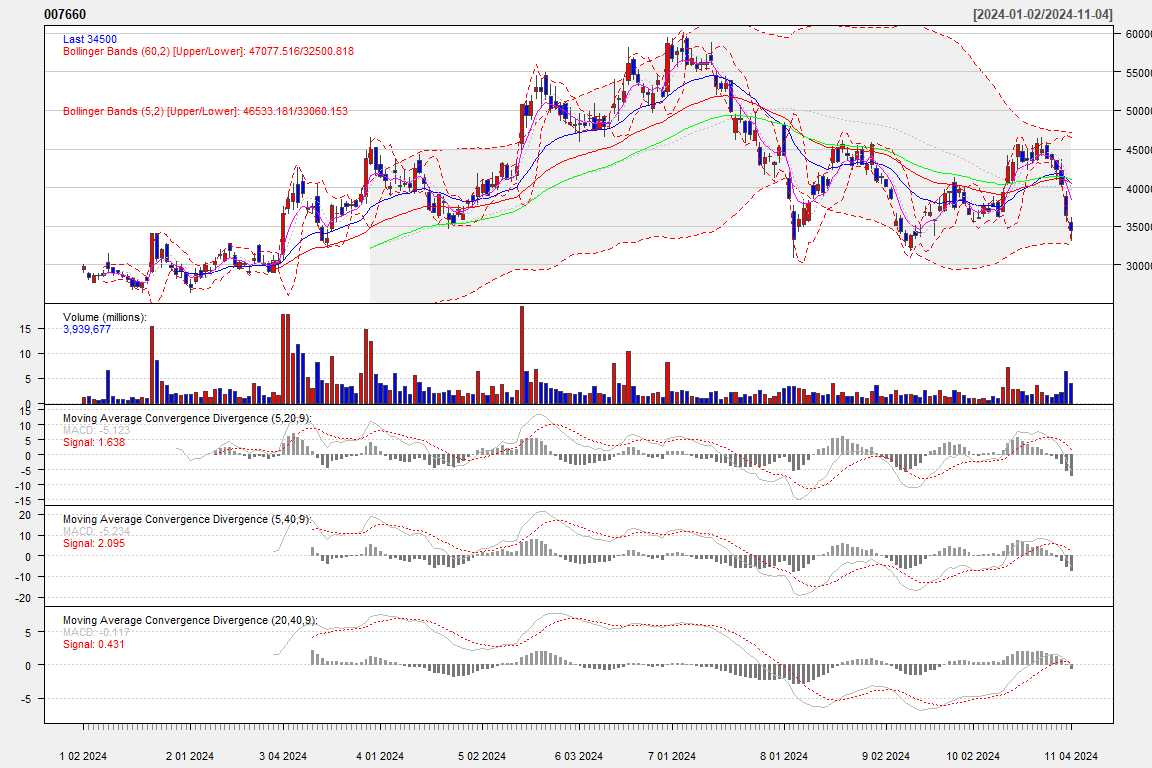 007660 [2024-01-02/2024-11-04]
Last 34500
Bollinger Bands (60,2) [Upper/Lower]: 47077.516/32500.818
Bollinger Bands (5,2) [Upper/Lower]: 46533.181/33060.153
60000
55000
50000
45000
40000
35000
30000
Volume (millions):
3,939,677
15
10
5
0
Moving Average Convergence Divergence (5,20,9):
MACD: -5.123
Signal: 1.638
15
10
5
0
-5
-10
-15
Moving Average Convergence Divergence (5,40,9):
MACD: -5.234
Signal: 2.095
20
10
0
-10
-20
Moving Average Convergence Divergence (20,40,9):
MACD: -0.117
Signal: 0.431
5
0
-5
1 02 2024 2 01 2024 3 04 2024 4 01 2024 5 02 2024 6 03 2024 7 01 2024 8 01 2024 9 02 2024 10 02 2024 11 04 2024